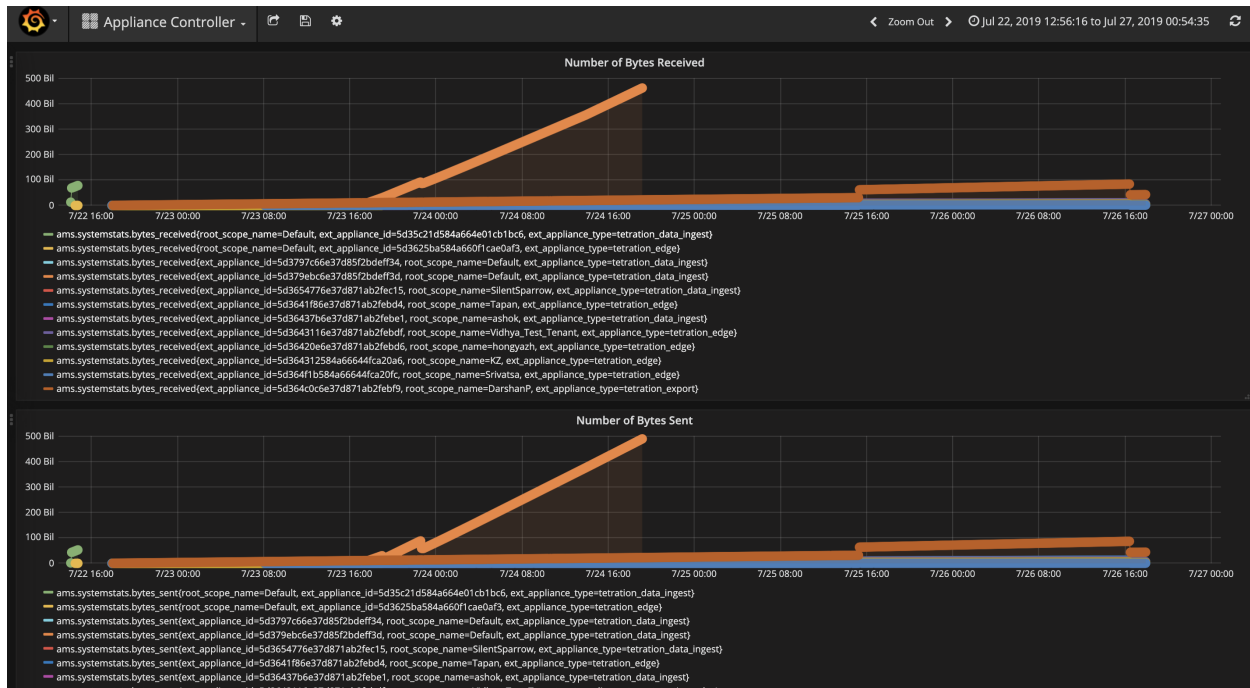 Appliance Controller
Zoom Out Jul 22, 2019 12:56:16 to Jul 27, 2019 00:54:35
Number of Bytes Received
500 Bil
400 Bil
300 Bil
200 Bil
100 Bil
0
7/22 16:00 7/23 00:00 7/23 08:00 7/23 16:00 7/24 00:00 7/24 08:00 7/24 16:00 7/25 00:00 7/25 08:00 7/25 16:00 7/26 00:00 7/26 08:00 7/26 16:00 7/27 00:00
ams.systemstats.bytes_received{root_scope_name=Default, ext_appliance_id=5d35c21d584a664e01cb1bc6, ext_appliance_type=tetration_data_ingest}
ams.systemstats.bytes_received{root_scope_name=Default, ext_appliance_id=5d3625ba584a660f1cae0af3, ext_appliance_type=tetration_edge}
ams.systemstats.bytes_received{ext_appliance_id=5d3797c66e37d85f2bdeff34, root_scope_name=Default, ext_appliance_type=tetration_data_ingest}
ams.systemstats.bytes_received{ext_appliance_id=5d379ebc6e37d85f2bdeff3d, root_scope_name=Default, ext_appliance_type=tetration_data_ingest}
ams.systemstats.bytes_received{ext_appliance_id=5d3654776e37d871ab2fec15, root_scope_name=SilentSparrow, ext_appliance_type=tetration_data_ingest}
ams.systemstats.bytes_received{ext_appliance_id=5d3641f86e37d871ab2febd4, root_scope_name=Tapan, ext_appliance_type=tetration_edge}
ams.systemstats.bytes_received{ext_appliance_id=5d36437b6e37d871ab2febe1, root_scope_name=ashok, ext_appliance_type=tetration_data_ingest}
ams.systemstats.bytes_received{ext_appliance_id=5d3643116e37d871ab2febdf, root_scope_name=Vidhya_Test_Tenant, ext_appliance_type=tetration_edge}
ams.systemstats.bytes_received{ext_appliance_id=5d36420e6e37d871ab2febd6, root_scope_name=hongyazh, ext_appliance_type=tetration_edge}
ams.systemstats.bytes_received{ext_appliance_id=5d364312584a66644fca20a6, root_scope_name=KZ, ext_appliance_type=tetration_edge}
ams.systemstats.bytes_received{ext_appliance_id=5d364f1b584a66644fca20fc, root_scope_name=Srivatsa, ext_appliance_type=tetration_edge}
ams.systemstats.bytes_received{ext_appliance_id=5d364c0c6e37d871ab2febf9, root_scope_name=DarshanP, ext_appliance_type=tetration_export}
Number of Bytes Sent
500 Bil
400 Bil
300 Bil
200 Bil
100 Bil
0
7/22 16:00 7/23 00:00 7/23 08:00 7/23 16:00 7/24 00:00 7/24 08:00 7/24 16:00 7/25 00:00 7/25 08:00 7/25 16:00 7/26 00:00 7/26 08:00 7/26 16:00 7/27 00:00
ams.systemstats.bytes_sent{root_scope_name=Default, ext_appliance_id=5d35c21d584a664e01cb1bc6, ext_appliance_type=tetration_data_ingest}
ams.systemstats.bytes_sent{root_scope_name=Default, ext_appliance_id=5d3625ba584a660f1cae0af3, ext_appliance_type=tetration_edge}
ams.systemstats.bytes_sent{ext_appliance_id=5d3797c66e37d85f2bdeff34, root_scope_name=Default, ext_appliance_type=tetration_data_ingest}
ams.systemstats.bytes_sent{ext_appliance_id=5d379ebc6e37d85f2bdeff3d, root_scope_name=Default, ext_appliance_type=tetration_data_ingest}
ams.systemstats.bytes_sent{ext_appliance_id=5d3654776e37d871ab2fec15, root_scope_name=SilentSparrow, ext_appliance_type=tetration_data_ingest}
ams.systemstats.bytes_sent{ext_appliance_id=5d3641f86e37d871ab2febd4, root_scope_name=Tapan, ext_appliance_type=tetration_edge}
ams.systemstats.bytes_sent{ext_appliance_id=5d36437b6e37d871ab2febe1, root_scope_name=ashok, ext_appliance_type=tetration_data_ingest}